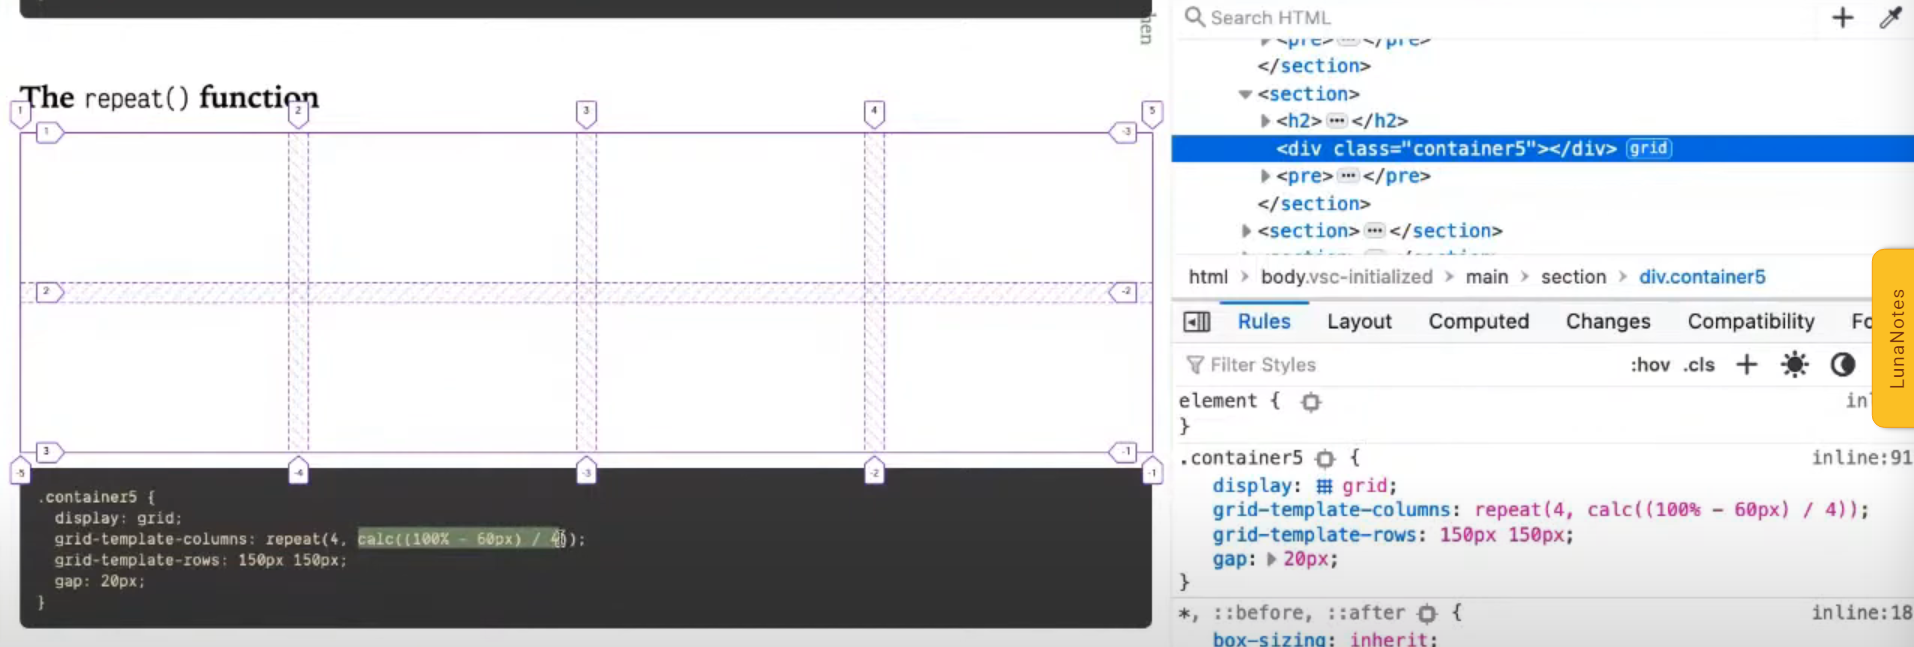 hen
The repeat() function
1
2
3
4
5
1
-3
2
-2
3
-1
-5
-4
-3
-2
-1
.container5 {
display: grid;
grid-template-columns: repeat(4, calc((100% - 60px) / 4));
grid-template-rows: 150px 150px;
gap: 20px;
}
Search HTML
<pre> ••• </pre>
</section>
<section>
<h2> ••• </h2>
<div class="container5"></div> grid
<pre> ••• </pre>
</section>
<section> ••• </section>
html > body.vsc-initialized > main > section > div.container5
Rules Layout Computed Changes Compatibility Fo
Filter Styles :hov .cls +
element { in
}
.container5 { inline:91
display: grid;
grid-template-columns: repeat(4, calc((100% - 60px) / 4));
grid-template-rows: 150px 150px;
gap: 20px;
}
*, ::before, ::after { inline:18
box-sizing: inherit;
LunaNotes